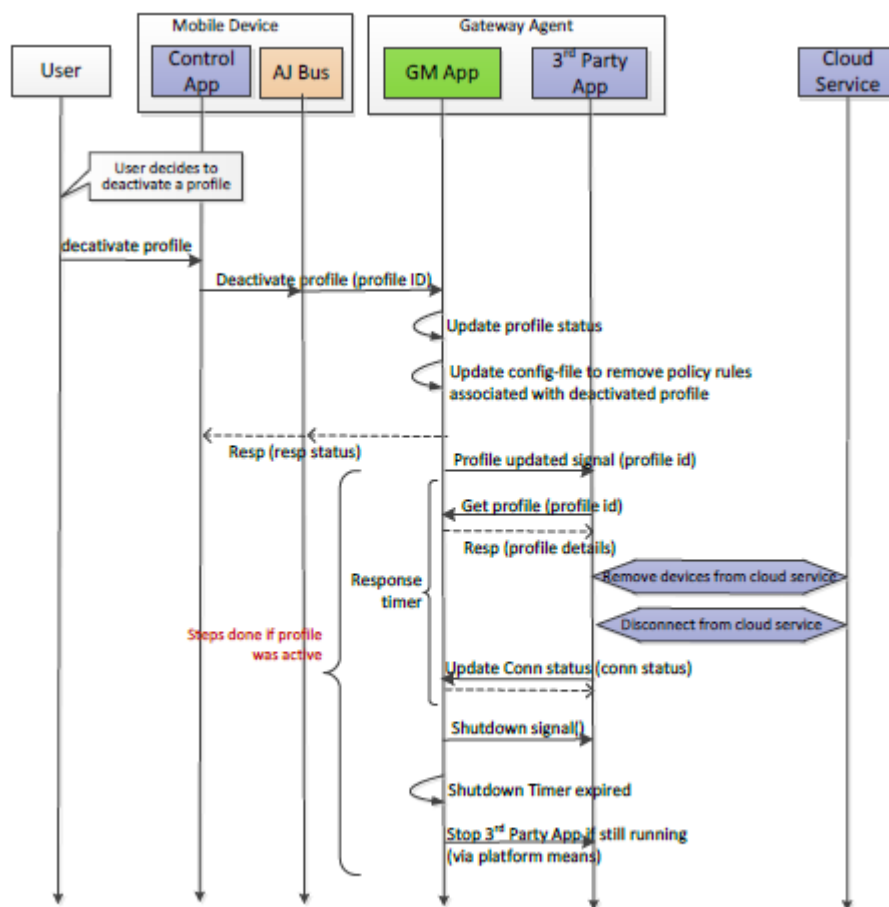 Mobile Device
Gateway Agent
User
Control
App
AJ Bus
GM App
3rd Party
App
Cloud
Service
User decides to
deactivate a profile
decativate profile
Deactivate profile (profile ID)
Update profile status
Update config-file to remove policy rules
associated with deactivated profile
Resp (resp status)
Profile updated signal (profile id)
Get profile (profile id)
Resp (profile details)
Remove devices from cloud service
Response
timer
Disconnect from cloud service
Steps done if profile
was active
Update Conn status (conn status)
Shutdown signal()
Shutdown Timer expired
Stop 3rd Party App if still running
(via platform means)